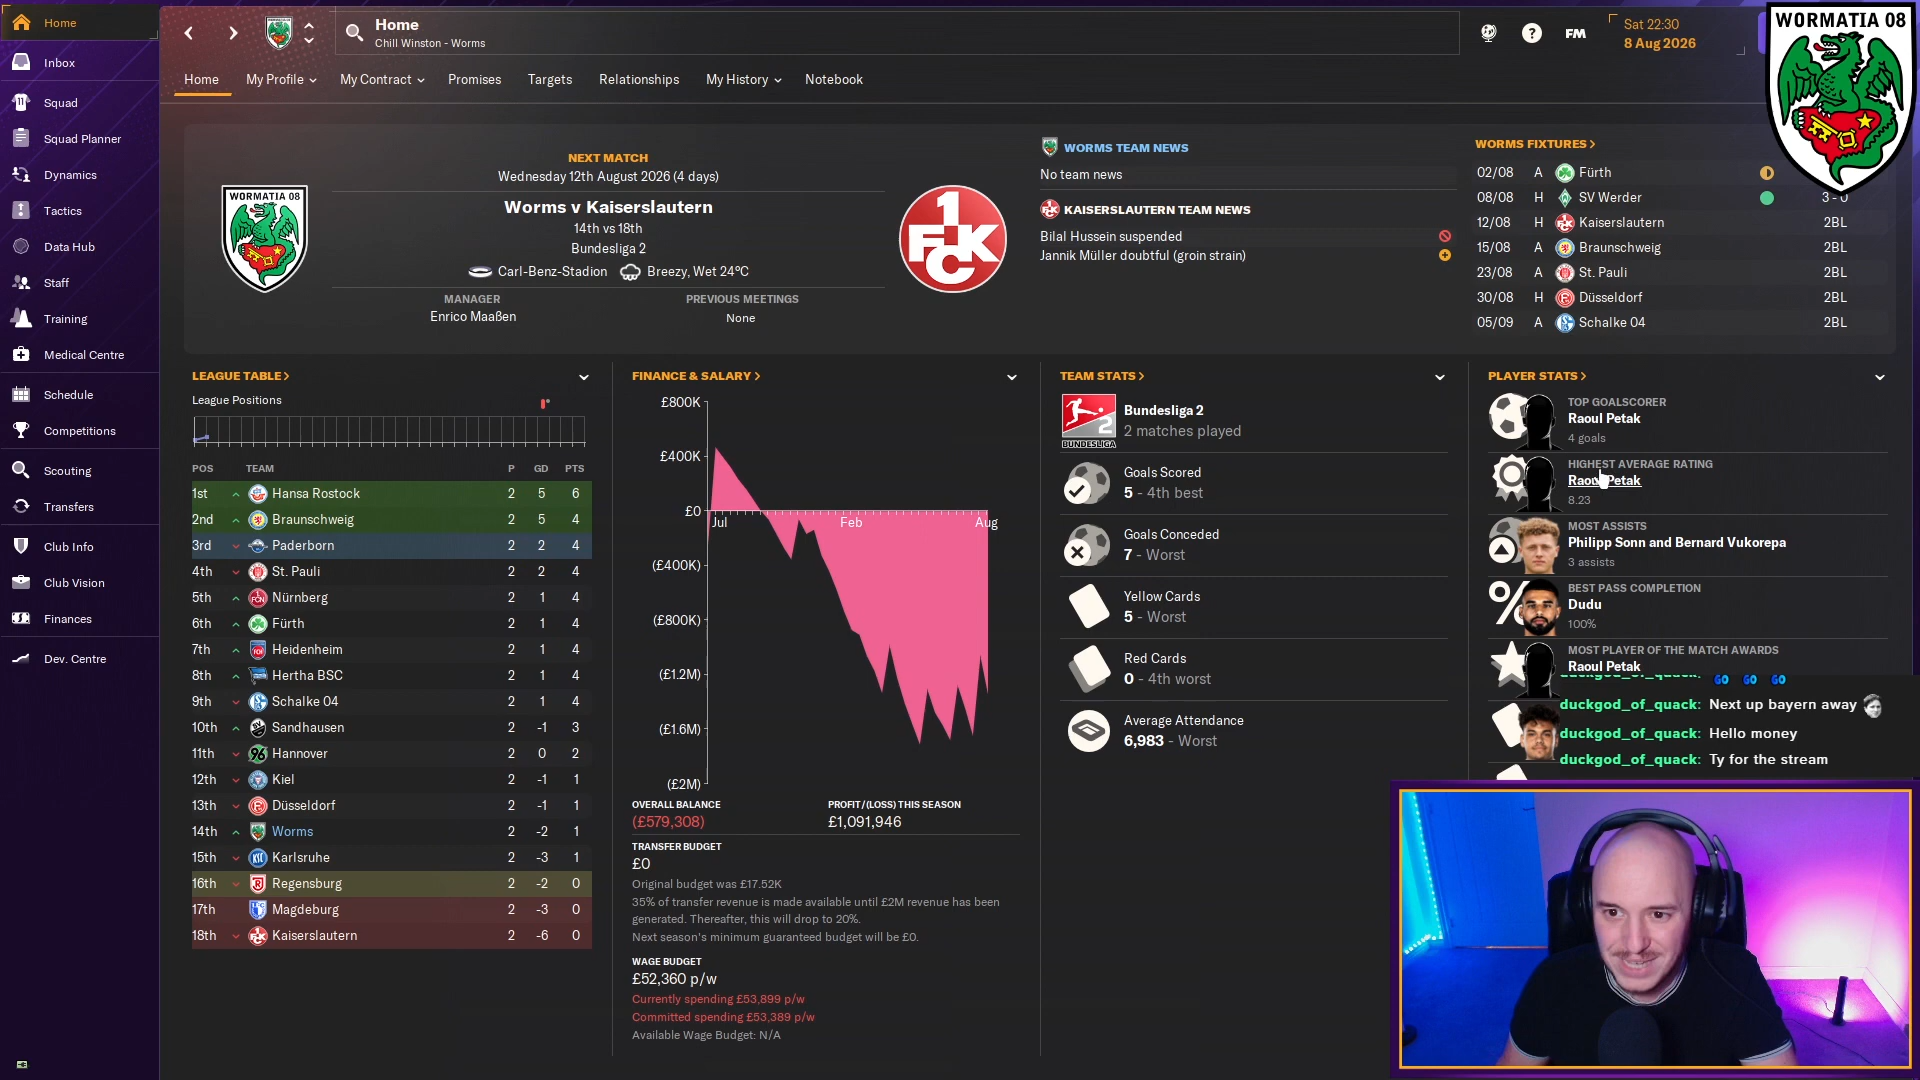 Home
Inbox
Squad
Squad Planner
Dynamics
Tactics
Data Hub
Staff
Training
Medical Centre
Schedule
Competitions
Scouting
Transfers
Club Info
Club Vision
Finances
Dev. Centre
Home
Chill Winston - Worms
FM
Sat 22:30
8 Aug 2026
WORMATIA 08
Home
My Profile
My Contract
Promises
Targets
Relationships
My History
Notebook
WORMATIA 08
NEXT MATCH
Wednesday 12th August 2026 (4 days)
Worms v Kaiserslautern
14th vs 18th
Bundesliga 2
Carl-Benz-Stadion
Breezy, Wet 24°C
MANAGER
Enrico Maaßen
PREVIOUS MEETINGS
None
1
FCK
WORMS TEAM NEWS
No team news
KAISERSLAUTERN TEAM NEWS
Bilal Hussein suspended
Jannik Müller doubtful (groin strain)
WORMS FIXTURES
02/08 A Fürth
08/08 H SV Werder 3 - 0
12/08 H Kaiserslautern 2BL
15/08 A Braunschweig 2BL
23/08 A St. Pauli 2BL
30/08 H Düsseldorf 2BL
05/09 A Schalke 04 2BL
LEAGUE TABLE
League Positions
POS TEAM P GD PTS
1st Hansa Rostock 2 5 6
2nd Braunschweig 2 5 4
3rd Paderborn 2 2 4
4th St. Pauli 2 2 4
5th Nürnberg 2 1 4
6th Fürth 2 1 4
7th Heidenheim 2 1 4
8th Hertha BSC 2 1 4
9th Schalke 04 2 1 4
10th Sandhausen 2 -1 3
11th Hannover 2 0 2
12th Kiel 2 -1 1
13th Düsseldorf 2 -1 1
14th Worms 2 -2 1
15th Karlsruhe 2 -3 1
16th Regensburg 2 -2 0
17th Magdeburg 2 -3 0
18th Kaiserslautern 2 -6 0
FINANCE & SALARY
£800K
£400K
£0
(£400K)
(£800K)
(£1.2M)
(£1.6M)
(£2M)
Jul Feb Aug
OVERALL BALANCE
(£579,308)
PROFIT/(LOSS) THIS SEASON
£1,091,946
TRANSFER BUDGET
£0
Original budget was £17.52K
35% of transfer revenue is made available until £2M revenue has been
generated. Thereafter, this will drop to 20%.
Next season's minimum guaranteed budget will be £0.
WAGE BUDGET
£52,360 p/w
Currently spending £53,899 p/w
Committed spending £53,389 p/w
Available Wage Budget: N/A
TEAM STATS
BUNDESLIGA
Bundesliga 2
2 matches played
Goals Scored
5 - 4th best
Goals Conceded
7 - Worst
Yellow Cards
5 - Worst
Red Cards
0 - 4th worst
Average Attendance
6,983 - Worst
PLAYER STATS
TOP GOALSCORER
Raoul Petak
4 goals
HIGHEST AVERAGE RATING
Raoul Petak
8.23
MOST ASSISTS
Philipp Sonn and Bernard Vukorepa
3 assists
BEST PASS COMPLETION
Dudu
100%
MOST PLAYER OF THE MATCH AWARDS
Raoul Petak
duckgod_of_quack: GO GO GO
duckgod_of_quack: Next up bayern away
duckgod_of_quack: Hello money
duckgod_of_quack: Ty for the stream